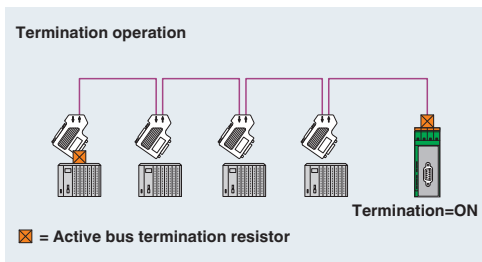 Termination operation
Termination=ON
= Active bus termination resistor